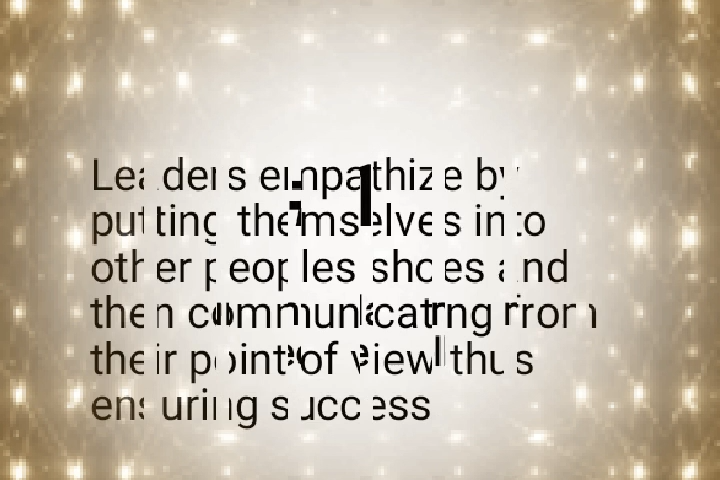 Leaders empathize by
putting themselves into
other peoples shoes and
then communicating from
their point of view thus
ensuring success